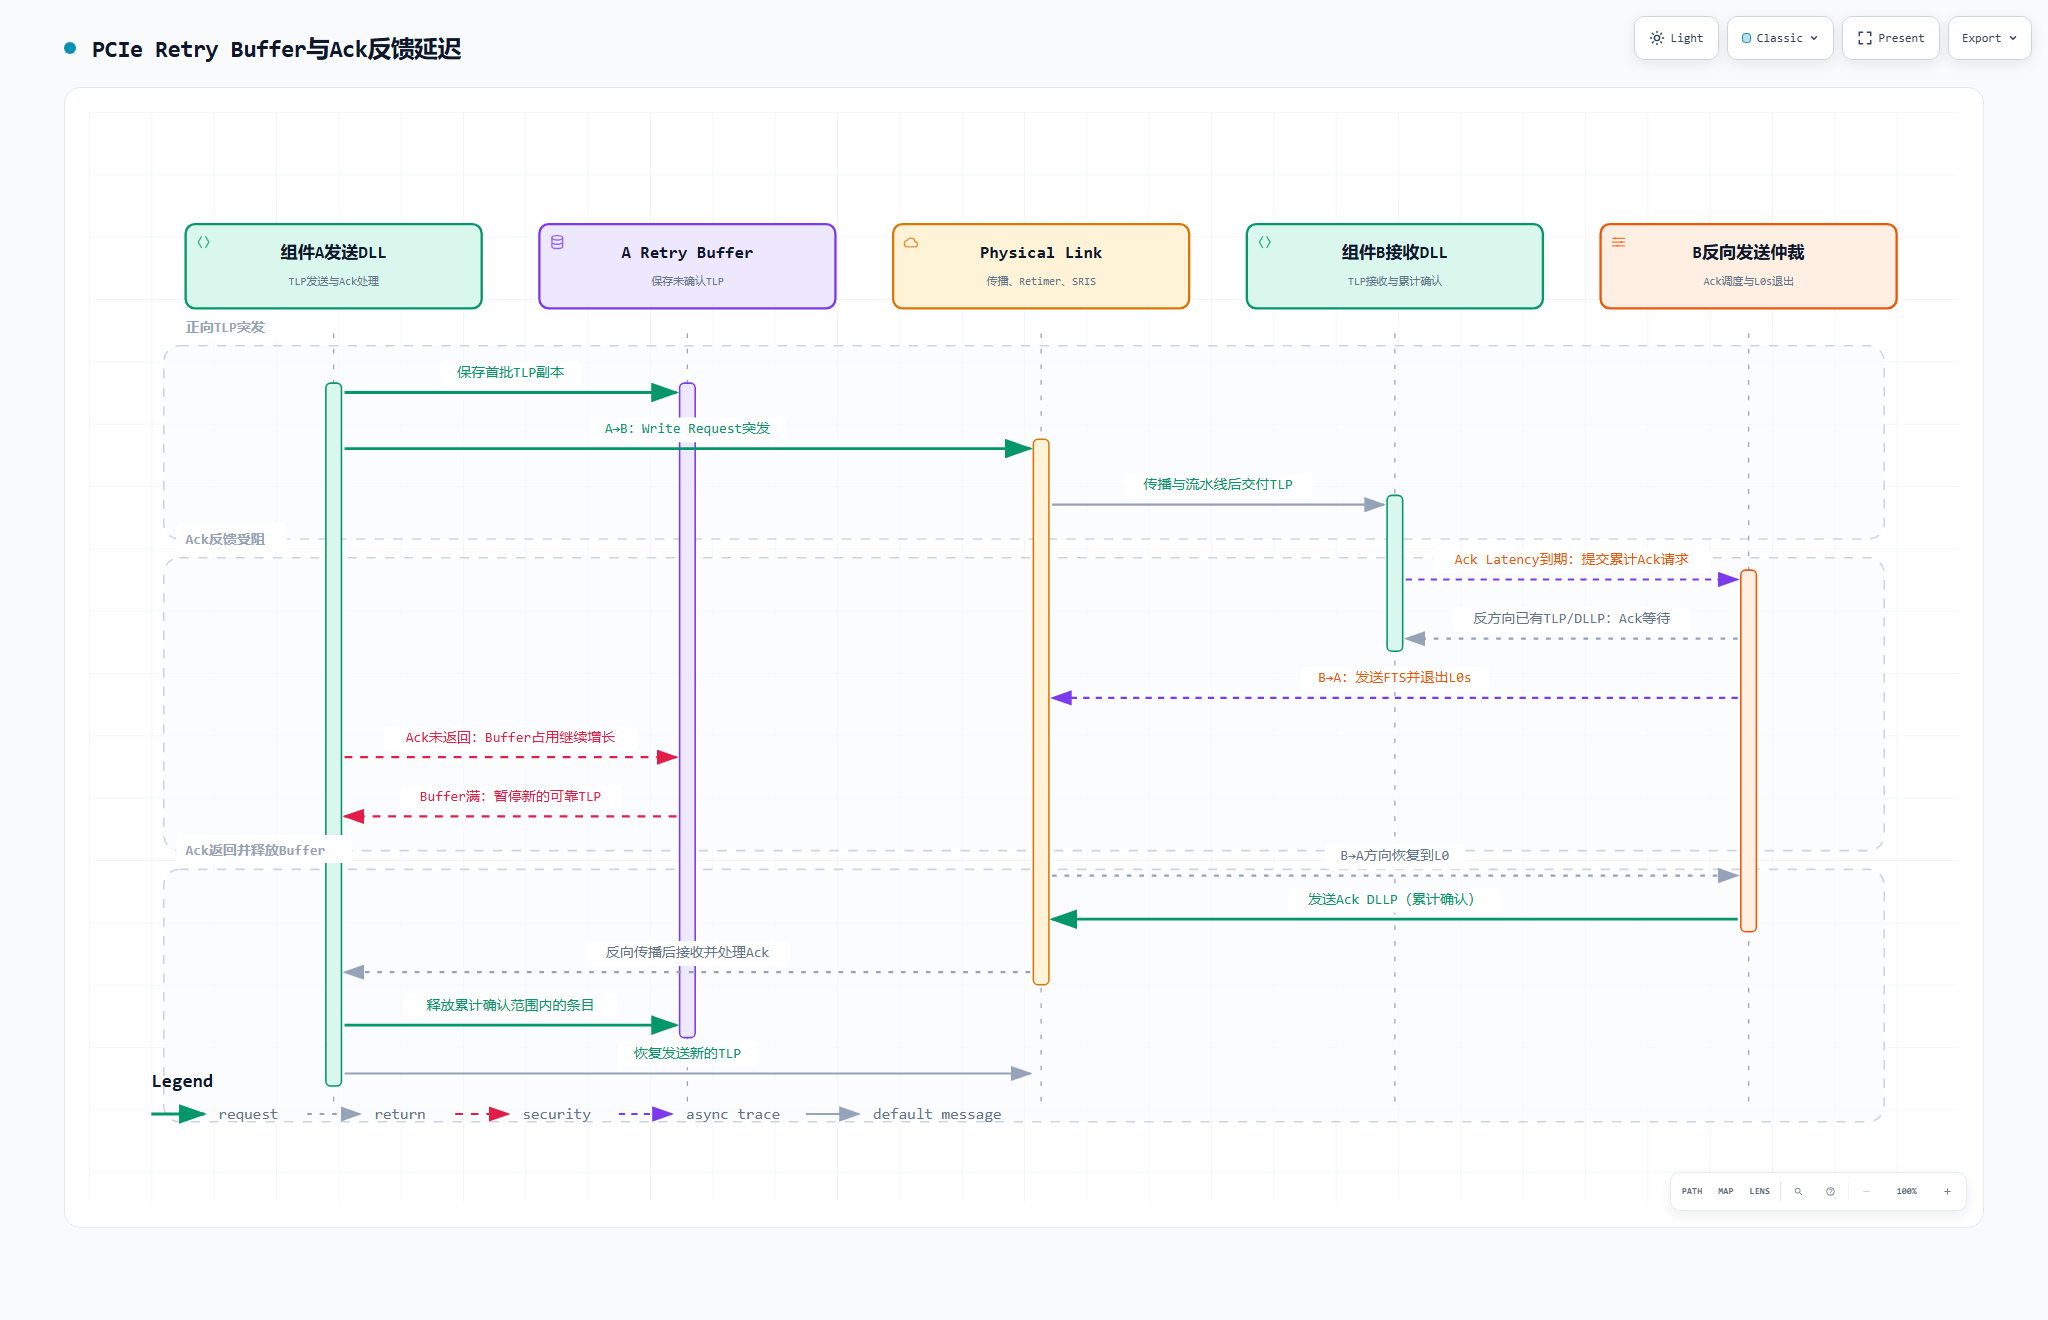 PCIe Retry Buffer与Ack反馈延迟
Light
Classic
Present
Export
组件A发送DLL
TLP发送与Ack处理
A Retry Buffer
保存未确认TLP
Physical Link
传播、Retimer、SRIS
组件B接收DLL
TLP接收与累计确认
B反向发送仲裁
Ack调度与L0s退出
正向TLP突发
保存首批TLP副本
A→B: Write Request突发
传播与流水线后交付TLP
Ack反馈受阻
Ack Latency到期: 提交累计Ack请求
反方向已有TLP/DLLP: Ack等待
B→A: 发送FTS并退出L0s
Ack未返回: Buffer占用继续增长
Buffer满: 暂停新的可靠TLP
Ack返回并释放Buffer
B→A方向恢复到L0
发送Ack DLLP (累计确认)
反向传播后接收并处理Ack
释放累计确认范围内的条目
恢复发送新的TLP
Legend
request
return
security
async trace
default message
PATH
MAP
LENS
100%